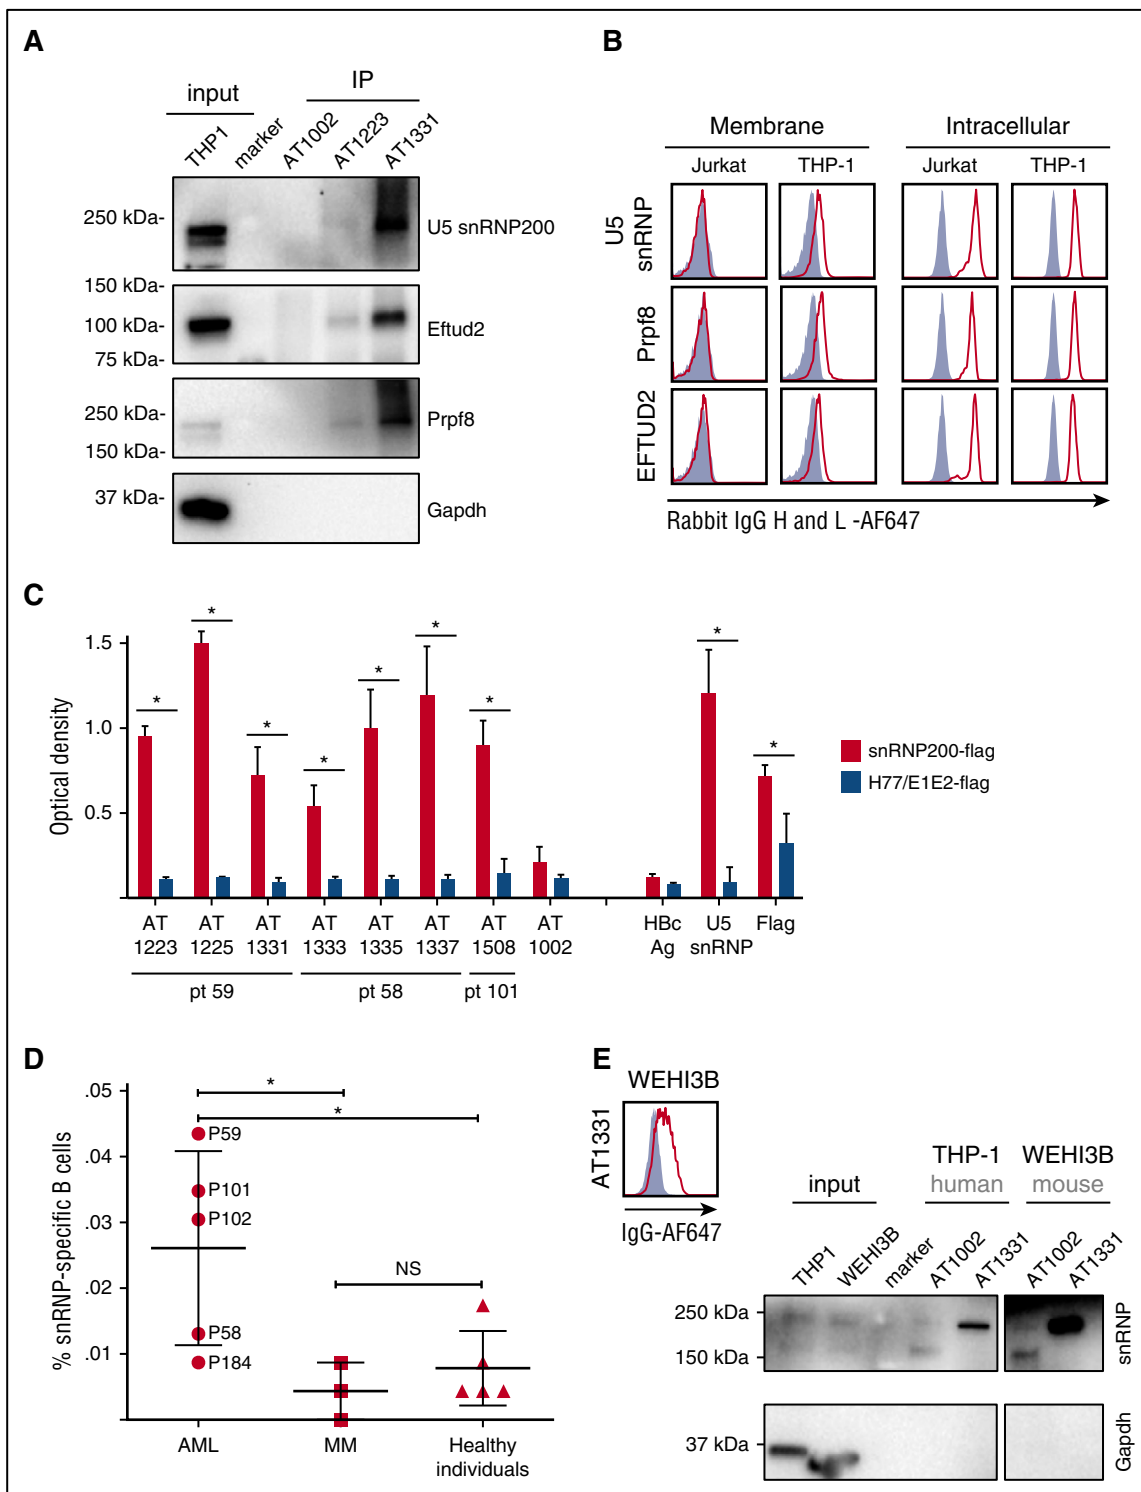 A
input
IP
THP1
marker
AT1002
AT1223
AT1331
250 kDa-
U5 snRNP200
150 kDa-
100 kDa-
75 kDa-
Eftud2
250 kDa-
150 kDa-
Prpf8
37 kDa-
Gapdh
B
Membrane
Intracellular
Jurkat
THP-1
Jurkat
THP-1
U5
snRNP
Prpf8
EFTUD2
Rabbit IgG H and L -AF647
C
Optical density
1.5
1.0
0.5
* * * * * * * * *
snRNP200-flag
H77/E1E2-flag
AT AT AT AT AT AT AT AT HBc U5 Flag
1223 1225 1331 1333 1335 1337 1508 1002 Ag snRNP
pt 59 pt 58 pt 101
D
% snRNP-specific B cells
.05
.04
.03
.02
.01
*
*
NS
P59
P101
P102
P58
P184
AML
MM
Healthy
individuals
E
WEHI3B
AT1331
IgG-AF647
input
THP-1
human
WEHI3B
mouse
THP1
WEHI3B
marker
AT1002
AT1331
AT1002
AT1331
250 kDa
150 kDa
snRNP
37 kDa
Gapdh